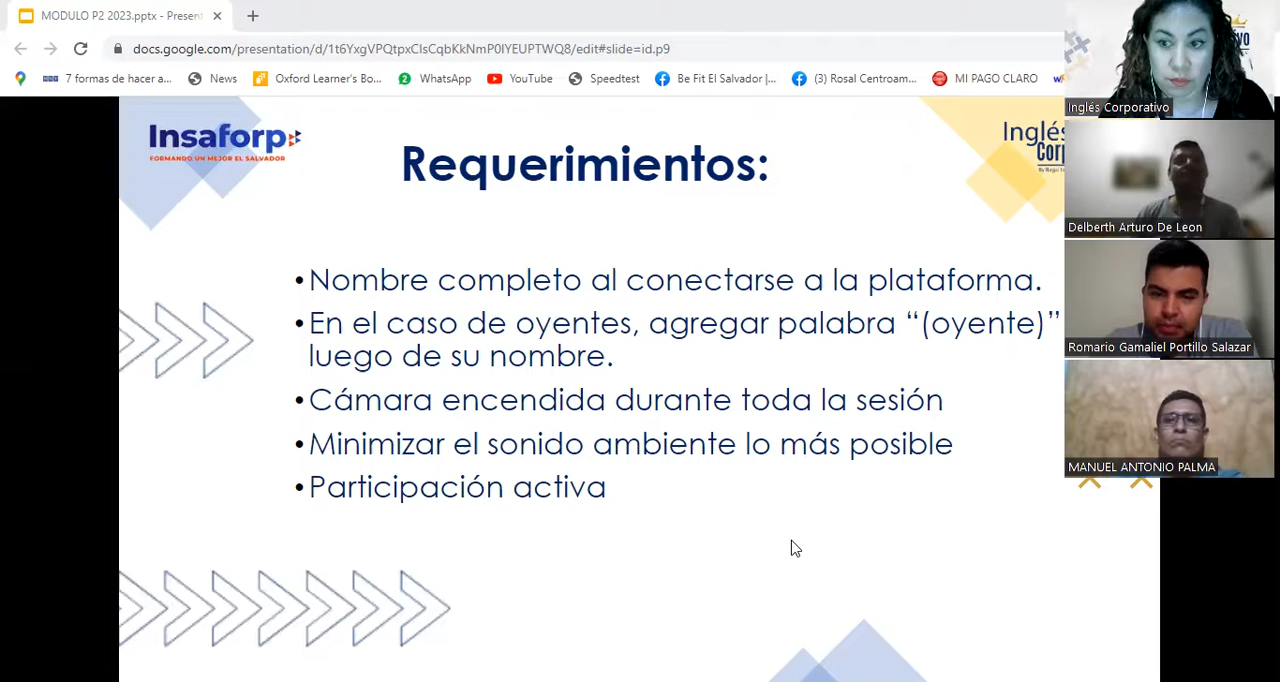 MODULO P2 2023.pptx - Present
docs.google.com/presentation/d/1t6YxgVPQtpxCIsCqbKkNmP0IYEUPTWQ8/edit#slide=id.p9
7 formas de hacer a...
News
Oxford Learner's Bo...
WhatsApp
YouTube
Speedtest
Be Fit El Salvador |...
(3) Rosal Centroam...
MI PAGO CLARO
Insaforp
FORMANDO UN MEJOR EL SALVADOR
Inglés
Corp
Requerimientos:
•Nombre completo al conectarse a la plataforma.
•En el caso de oyentes, agregar palabra “(oyente)”
luego de su nombre.
•Cámara encendida durante toda la sesión
•Minimizar el sonido ambiente lo más posible
•Participación activa
Inglés Corporativo
Delberth Arturo De Leon
Romario Gamaliel Portillo Salazar
MANUEL ANTONIO PALMA